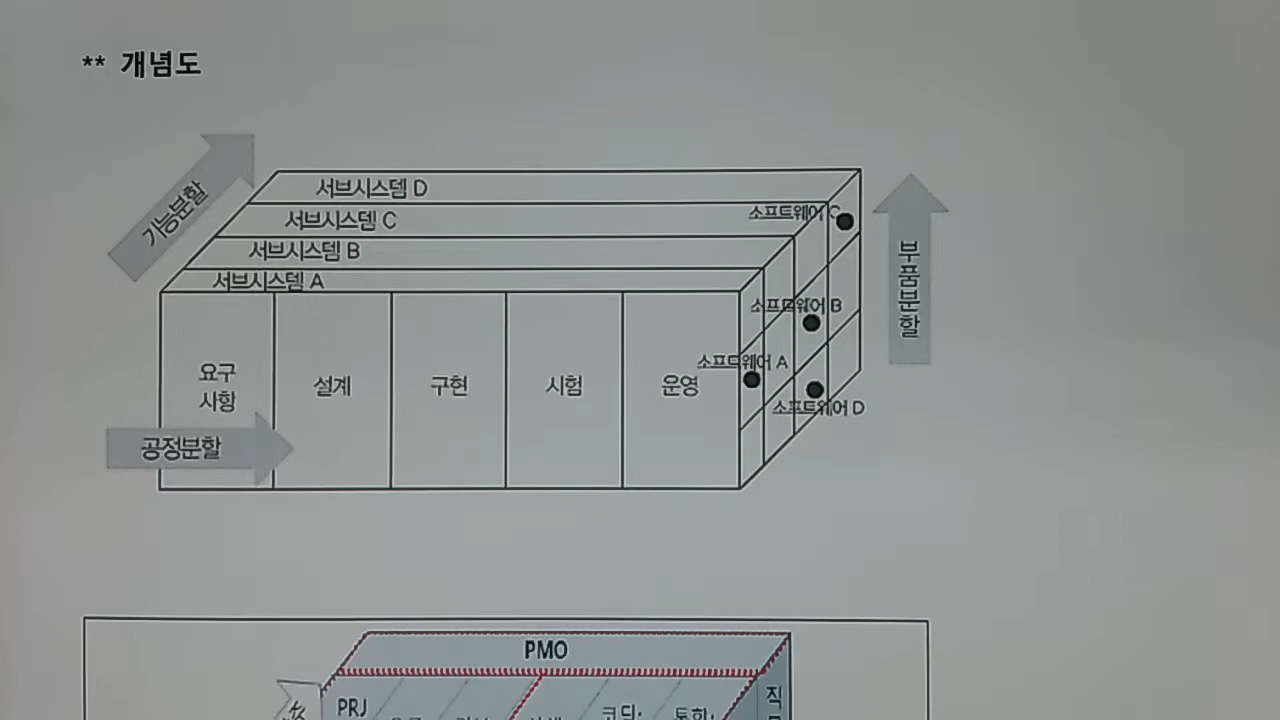 ** 개념도
기능분할
서브시스템 D
서브시스템 C
서브시스템 B
서브시스템 A
소프트웨어 C
소프트웨어 B
소프트웨어 A
소프트웨어 D
부품분할
요구
사항
설계
구현
시험
운영
공정분할
PMO
PRJ
직